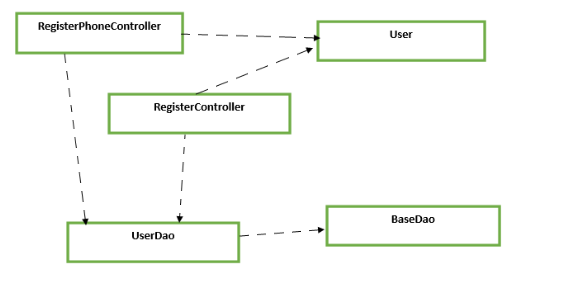 RegisterPhoneController
User
RegisterController
UserDao
BaseDao